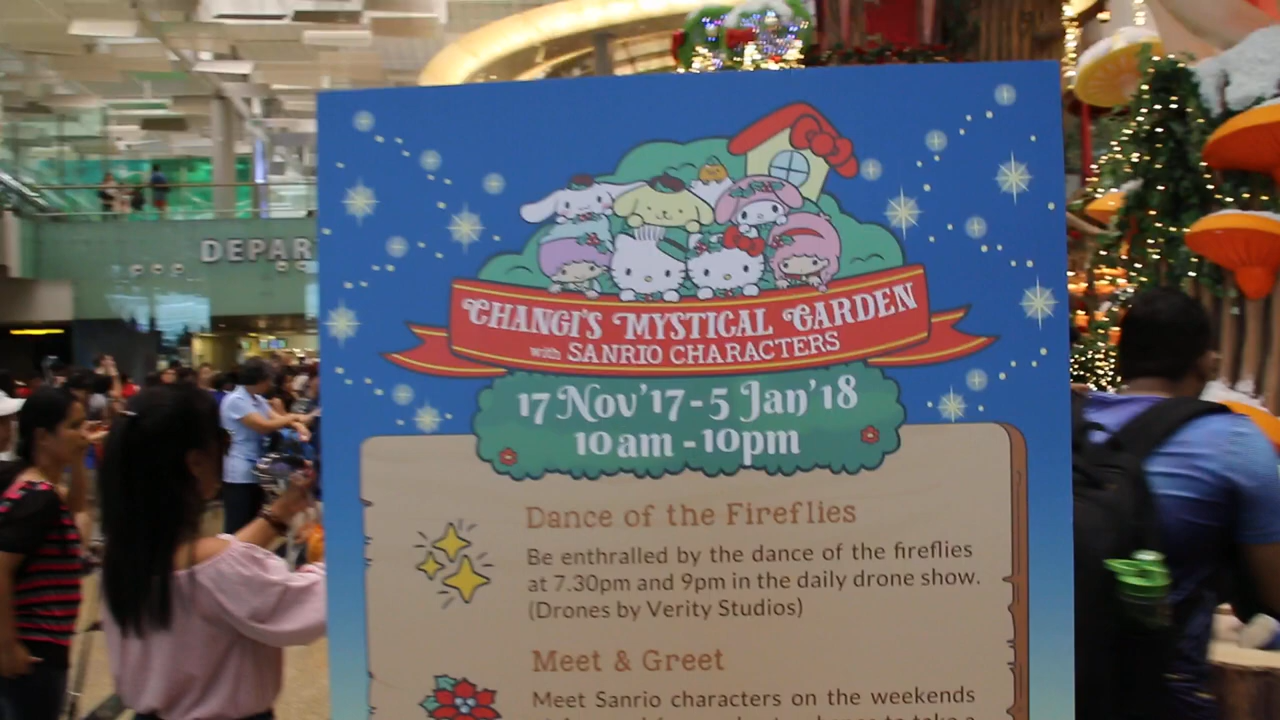 DEPAR
CHANGI'S MYSTICAL GARDEN
with SANRIO CHARACTERS
17 Nov'17-5 Jan'18
10am-10pm
Dance of the Fireflies
Be enthralled by the dance of the fireflies
at 7.30pm and 9pm in the daily drone show.
(Drones by Verity Studios)
Meet & Greet
Meet Sanrio characters on the weekends